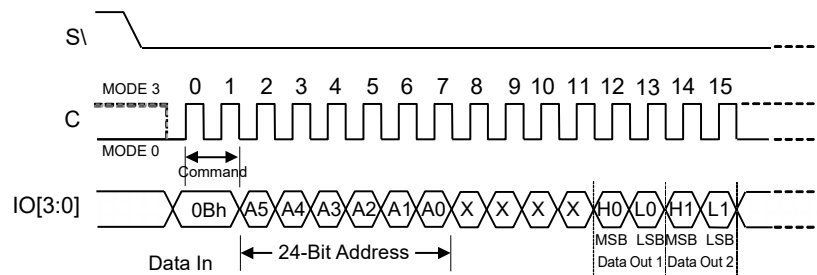 S\
MODE 3
0 1 2 3 4 5 6 7 8 9 10 11 12 13 14 15
C
MODE 0
Command
IO[3:0]
0Bh A5 A4 A3 A2 A1 A0 X X X X H0 L0 H1 L1
MSB LSB MSB LSB
Data In
24-Bit Address
Data Out 1 Data Out 2